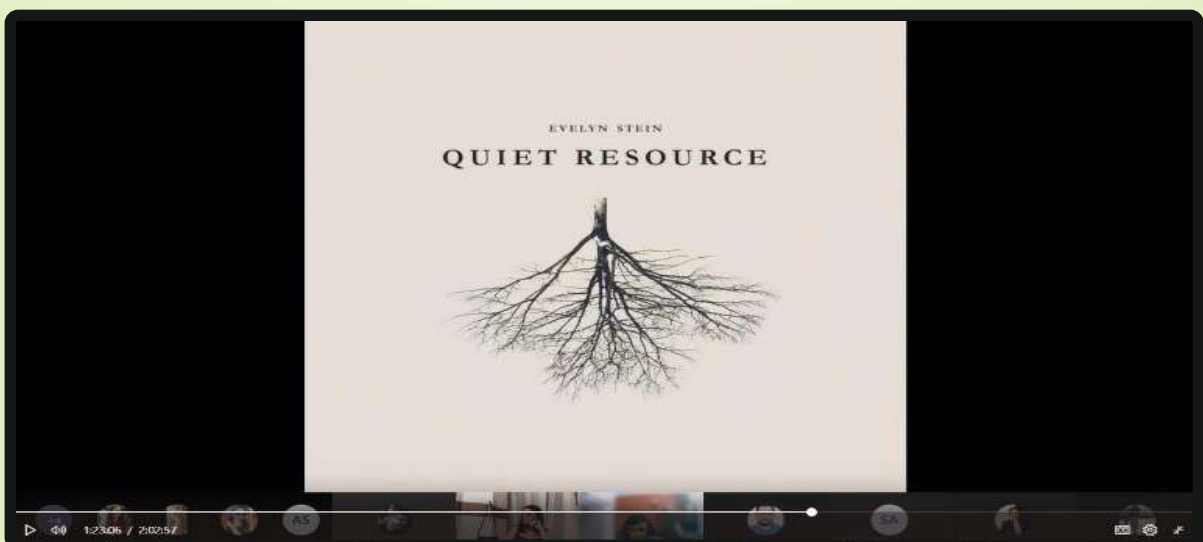 EVELYN STEIN
QUIET RESOURCE
AS
SA
1:23:06 / 2:02:57